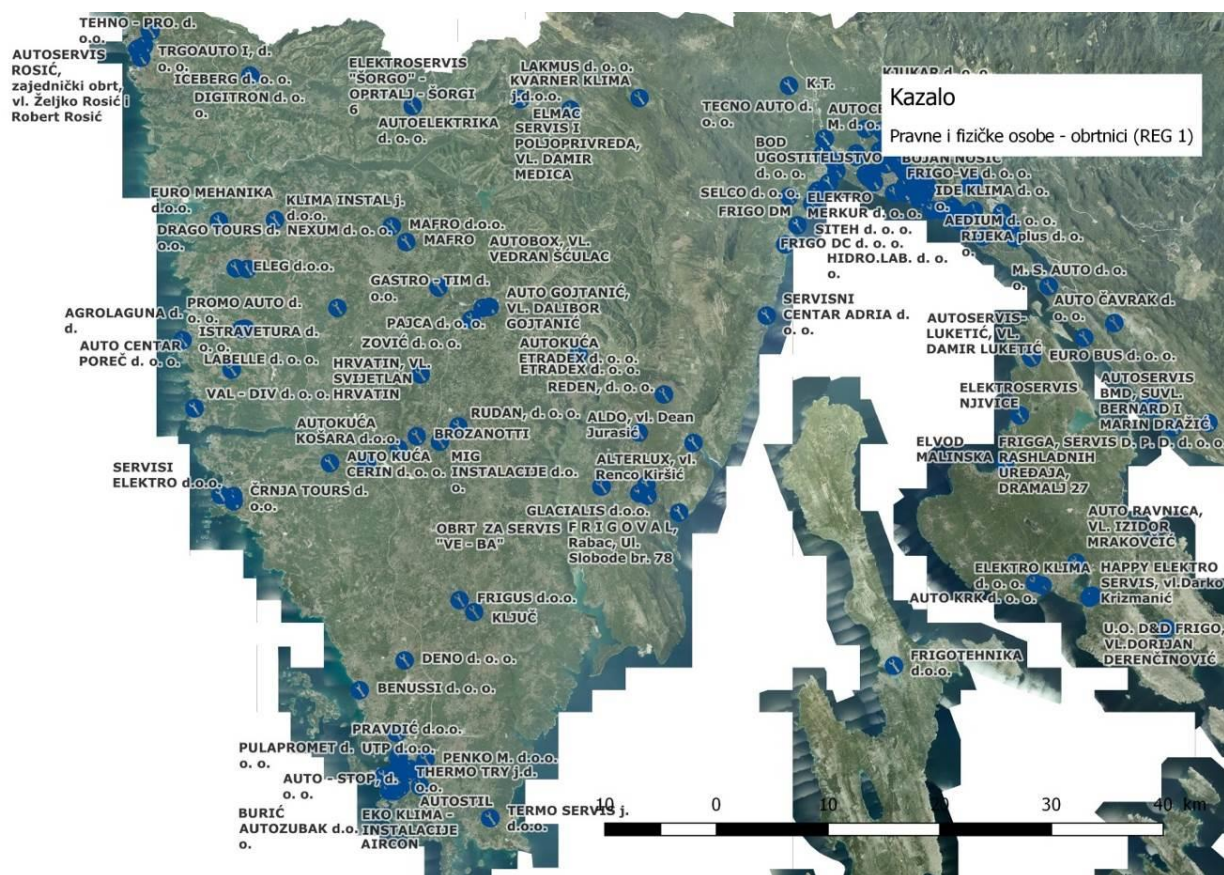 TEHNO - PRO. d.
o.o.
AUTOSERVIS
ROSIĆ,
zajednički obrt,
vl. Željko Rosić i
Robert Rosić
TRGOAUTO I, d.
o. o.
ICEBERG d. o. o.
DIGITRON d. o.
o.
ELEKTROSERVIS
"ŠORGO" -
OPRTALJ - ŠORGI
6
AUTOELEKTRIKA
d. o. o.
LAKMUS d. o. o.
KVARNER KLIMA
j.d.o.o.
ELMAC
SERVIS I
POLJOPRIVREDA,
VL. DAMIR
MEDICA
K.T.
TECNO AUTO d.
o. o.
KJUKAR d. o. o.
Kazalo
Pravne i fizičke osobe - obrtnici (REG 1)
BOD
UGOSTITELJSTVO
d. o. o.
BOJAN NOSIĆ
FRIGO-VE d. o. o.
IDE KLIMA d. o.
o.
SELCO d. o. o.
FRIGO DM
ELEKTRO
MERKUR d. o. o.
SITEH d. o. o.
FRIGO DC d. o. o.
HIDRO.LAB. d. o.
o.
AEDIUM d. o. o.
RIJEKA plus d. o.
o.
EURO MEHANIKA
d.o.o.
KLIMA INSTAL j.
d.o.o.
DRAGO TOURS d.
o.o.
NEXUM d. o. o.
MAFRO d.o.o.
MAFRO
AUTOBOX, VL.
VEDRAN ŠĆULAC
ELEG d.o.o.
GASTRO - TIM d.
o.o.
M. S. AUTO d. o.
o.
AUTO ČAVRAK d.
o. o.
AGROLAGUNA d.
d.
PROMO AUTO d.
o. o.
ISTRAVETURA d.
o. o.
PAJCA d. o. o.
AUTO GOJTANIĆ,
VL. DALIBOR
GOJTANIĆ
SERVISNI
CENTAR ADRIA d.
o. o.
AUTOSERVIS-
LUKETIĆ, VL.
DAMIR LUKETIĆ
AUTO CENTAR
POREČ d. o. o.
LABELLE d. o. o.
ZOVIĆ d. o. o.
AUTOKUĆA
ETRADEX d. o. o.
ETRADEX d. o. o.
EURO BUS d. o. o.
HRVATIN, VL.
SVIJETLAN
HRVATIN
REDEN, d. o. o.
VAL - DIV d. o. o.
ELEKTROSERVIS
NJIVICE
AUTOSERVIS
BMD, SUVL.
BERNARD I
MARIN DRAŽIĆ
AUTOKUĆA
KOŠARA d.o.o.
RUDAN, d. o. o.
BROZANOTTI
ALDO, vl. Dean
Jurasić
SERVISI
ELEKTRO d.o.o.
AUTO KUĆA
CERIN d. o. o.
MIG
INSTALACIJE d.o.
o.
ALTERLUX, vl.
Renco Kiršić
ELVOD
MALINSKA
FRIGGA, SERVIS
RASHLADNIH
UREĐAJA,
DRAMALJ 27
D. P. D. d. o. o.
ČRNJA TOURS d.
o.o.
GLACIALIS d.o.o.
OBRT ZA SERVIS
"VE - BA"
F R I G O V A L,
Rabac, Ul.
Slobode br. 78
AUTO RAVNICA,
VL. IZIDOR
MRAKOVČIĆ
ELEKTRO KLIMA
d. o. o.
AUTO KRK d. o. o.
HAPPY ELEKTRO
SERVIS, vl.Darko
Krizmanić
FRIGUS d.o.o.
KLJUČ
U.O. D&D FRIGO,
VL.DORIJAN
DERENČINOVIĆ
DENO d. o. o.
FRIGOTEHNIKA
d.o.o.
BENUSSI d. o. o.
PRAVDIĆ d.o.o.
PULAPROMET d.
o. o.
UTP d.o.o.
PENKO M. d.o.o.
AUTO - STOP, d.
o. o.
THERMO TRY j.d.
o.o.
AUTOSTIL
BURIĆ
AUTOZUBAK d.o.
o.
EKO KLIMA -
INSTALACIJE
AIRCON
TERMO SERVIS j.
d.o.o.
10 0 10 20 30 40 km